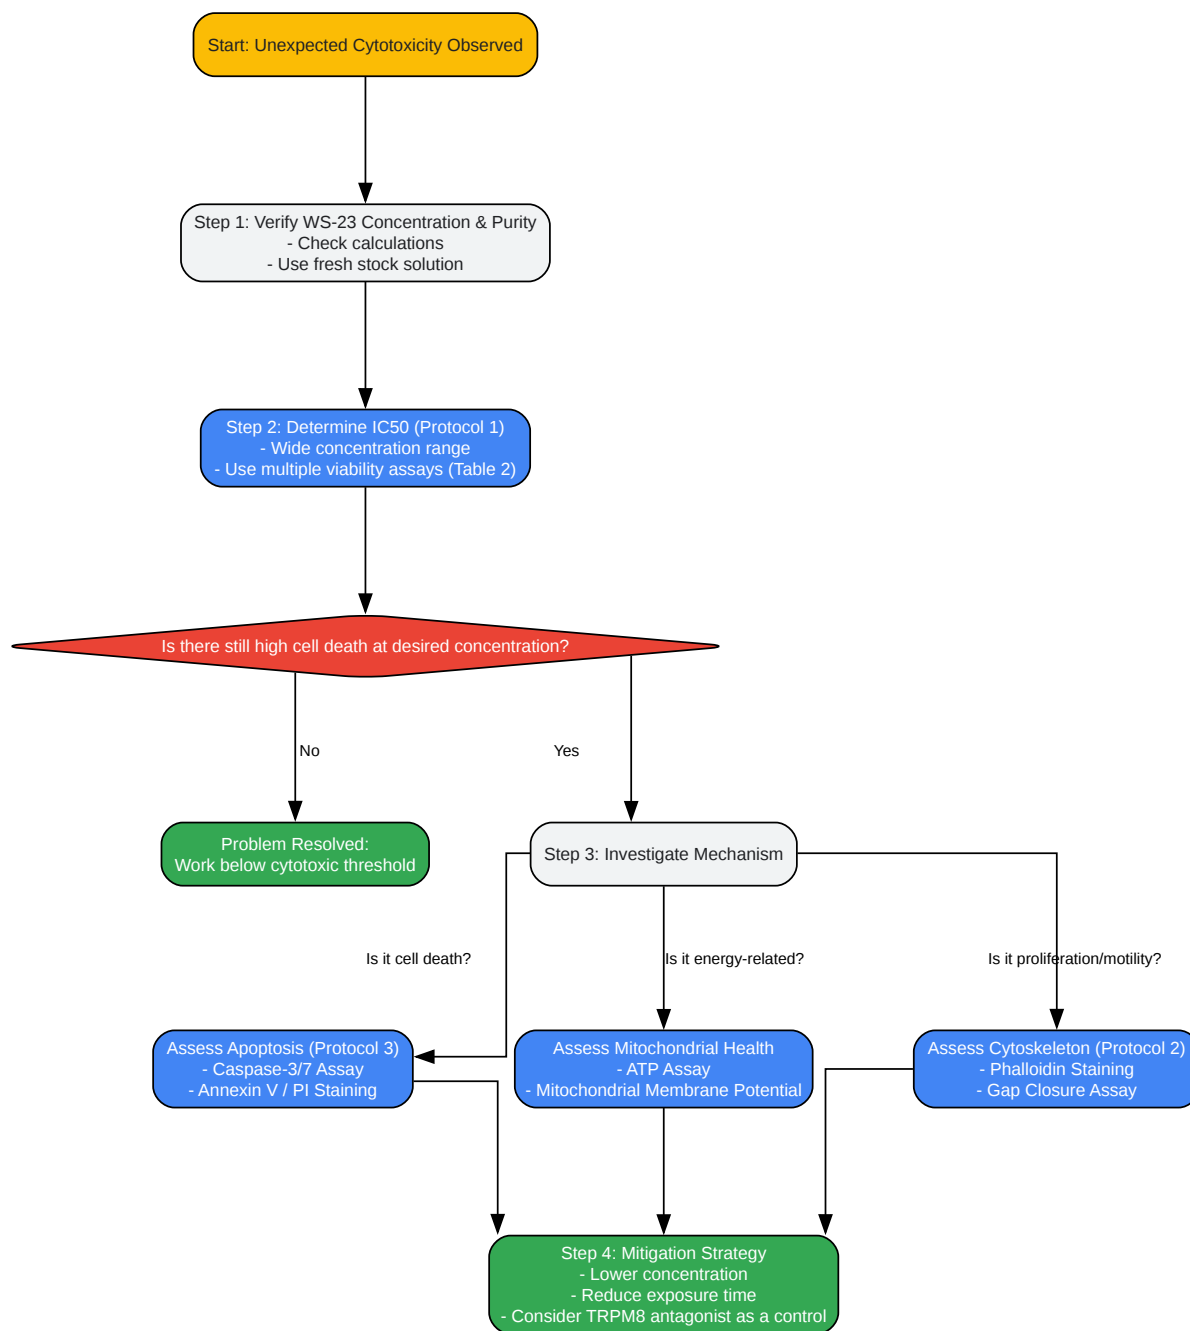 Start: Unexpected Cytotoxicity Observed
Step 1: Verify WS-23 Concentration & Purity
- Check calculations
- Use fresh stock solution
Step 2: Determine IC50 (Protocol 1)
- Wide concentration range
- Use multiple viability assays (Table 2)
Is there still high cell death at desired concentration?
No
Yes
Problem Resolved:
Work below cytotoxic threshold
Step 3: Investigate Mechanism
Is it cell death?
Is it energy-related?
Is it proliferation/motility?
Assess Apoptosis (Protocol 3)
- Caspase-3/7 Assay
- Annexin V / PI Staining
Assess Mitochondrial Health
- ATP Assay
- Mitochondrial Membrane Potential
Assess Cytoskeleton (Protocol 2)
- Phalloidin Staining
- Gap Closure Assay
Step 4: Mitigation Strategy
- Lower concentration
- Reduce exposure time
- Consider TRPM8 antagonist as a control